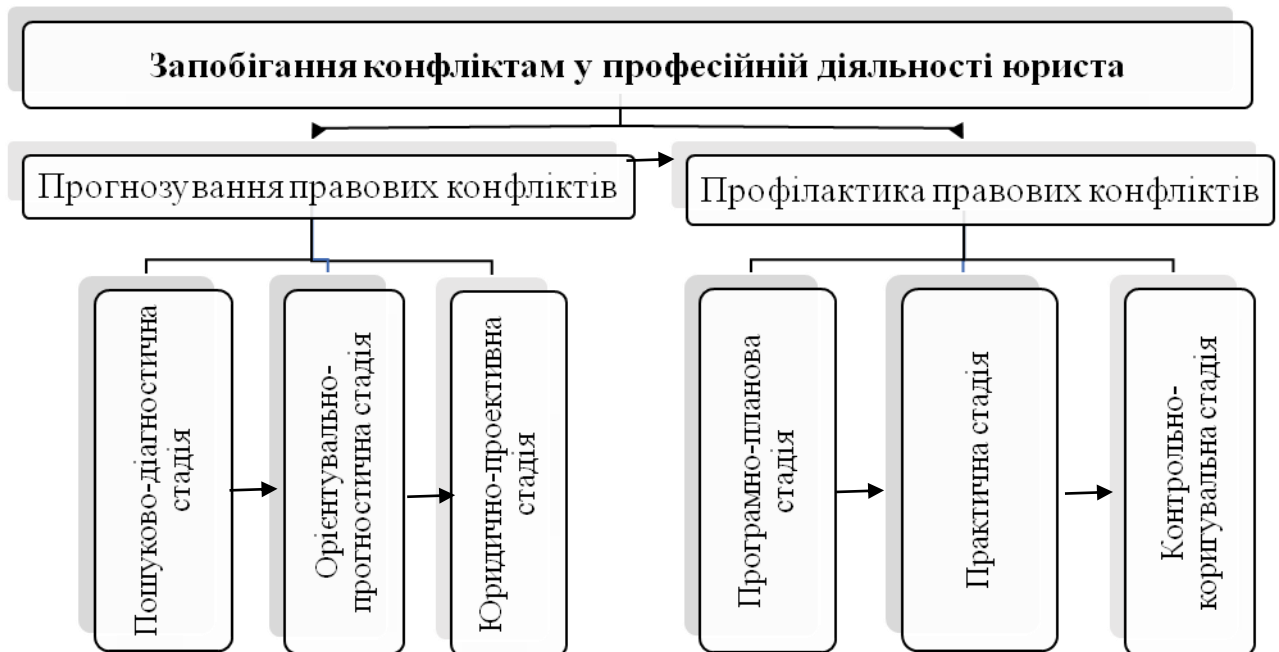 Запобігання конфліктам у професійній діяльності юриста
Прогнозування правових конфліктів
Профілактика правових конфліктів
Пошуково-діагностична
стадія
Орієнтувально-
прогностична стадія
Юридично-проективна
стадія
Програмно-планова
стадія
Практична стадія
Контрольно-
коригувальна стадія